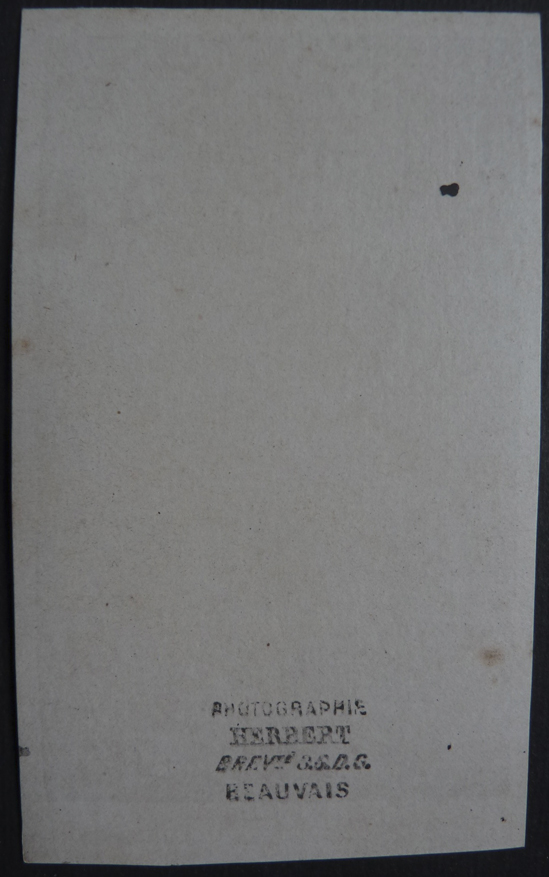 PHOTOGRAPHIE
HERBERT
BREVTÉ S.G.D.G.
BEAUVAIS